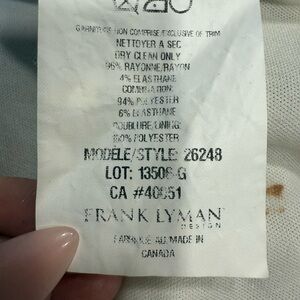 GARNITURE NON COMPRISE/EXCLUSIVE OF TRIM
NETTOYER A SEC
DRY CLEAN ONLY
96% RAYONNE/RAYON
4% ELASTHANE
COMBINATION:
94% POLYESTER
6% ELASTHANE
DOUBLURE/LINING:
100% POLYESTER
MODÈLE/STYLE: 26248
LOT: 13506-G
CA #40051
FRANK LYMAN
DESIGN
FABRIQUE AU/MADE IN
CANADA